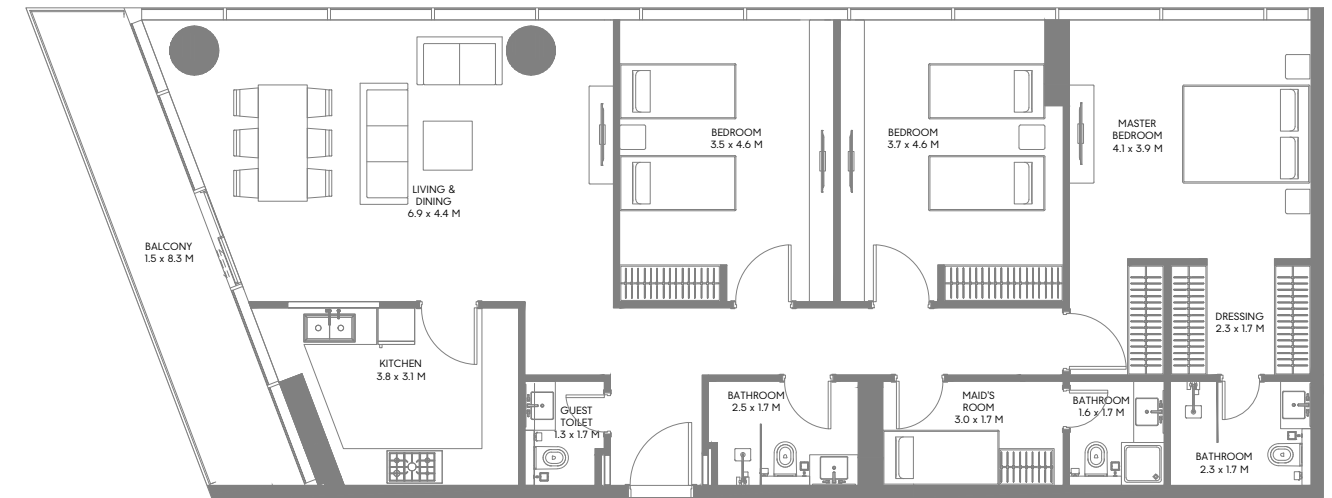 BEDROOM
3.5 x 4.6 M
BEDROOM
3.7 x 4.6 M
MASTER
BEDROOM
4.1 x 3.9 M
LIVING &
DINING
6.9 x 4.4 M
BALCONY
1.5 x 8.3 M
DRESSING
2.3 x 1.7 M
KITCHEN
3.8 x 3.1 M
GUEST
TOILET
1.3 x 1.7 M
BATHROOM
2.5 x 1.7 M
MAID'S
ROOM
3.0 x 1.7 M
BATHROOM
1.6 x 1.7 M
BATHROOM
2.3 x 1.7 M